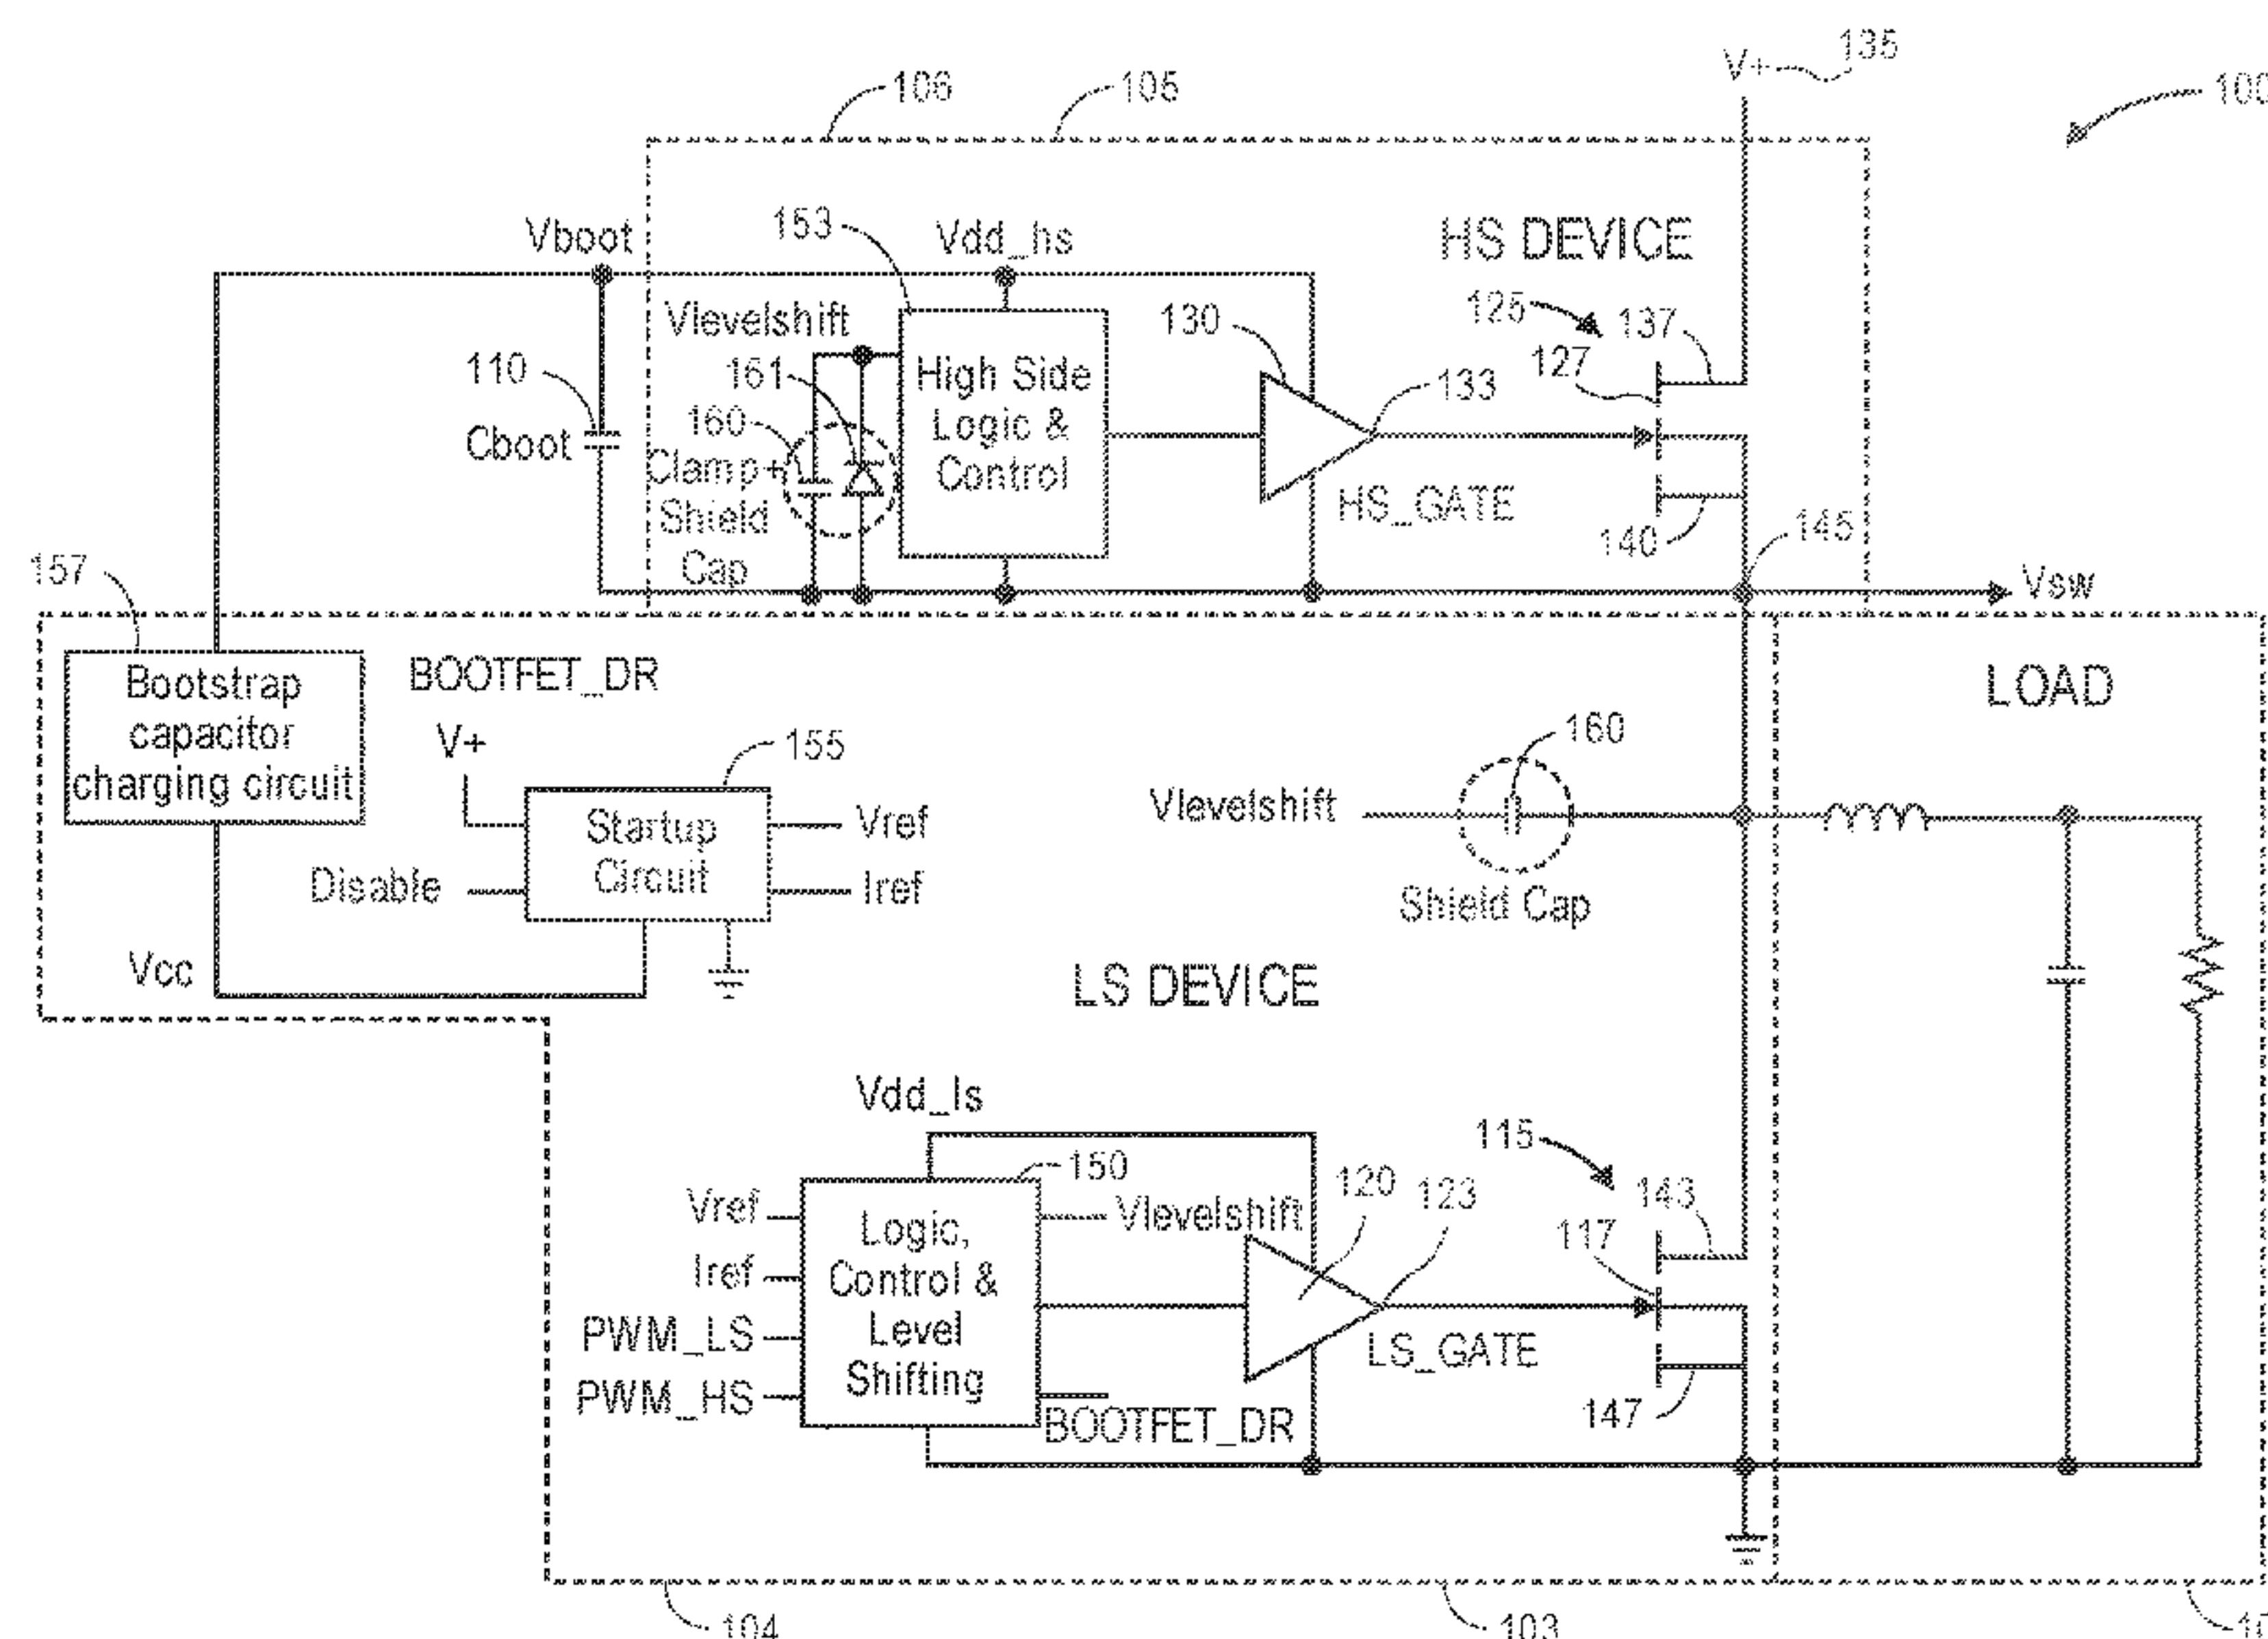 V+ 135
100
106
105
Vboot
153
Vdd_hs
HS DEVICE
Vlevelshift
130
125
137
127
110
161
High Side
Logic &
Control
133
160
Cboot
Clamp+
Shield
Cap
HS_GATE
140
145
157
Vsw
Bootstrap
capacitor
charging circuit
BOOTFET_DR
LOAD
V+
155
160
Startup
Circuit
Vref
Vlevelshift
Disable
Iref
Shield Cap
Vcc
LS DEVICE
Vdd_ls
115
150
Vref
Vlevelshift
120
123
143
Logic,
Control &
Level
Shifting
117
Iref
PWM_LS
LS_GATE
PWM_HS
BOOTFET_DR
147
104
103